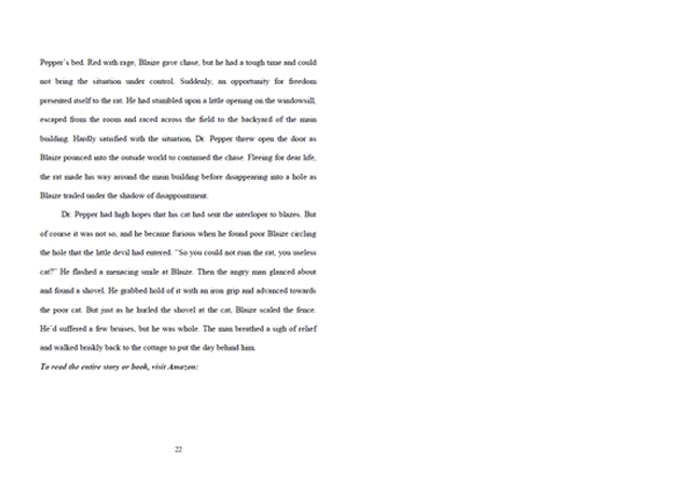 Pepper's bed. Red with rage, Blaize gave chase, but he had a tough time and could
not bring the situation under control. Suddenly, an opportunity for freedom
presented itself to the rat. He had stumbled upon a little opening on the windowsill,
escaped from the room and raced across the field to the backyard of the main
building. Hardly satisfied with the situation, Dr. Pepper threw open the door as
Blaize pounced into the outside world to continued the chase. Fleeing for dear life,
the rat made his way around the main building before disappearing into a hole as
Blaize trailed under the shadow of disappointment.
Dr. Pepper had high hopes that his cat had sent the interloper to blazes. But
of course it was not so, and he became furious when he found poor Blaize circling
the hole that the little devil had entered. "So you could not ruin the rat, you useless
cat?" He flashed a menacing smile at Blaize. Then the angry man glanced about
and found a shovel. He grabbed hold of it with an iron grip and advanced towards
the poor cat. But just as he hurled the shovel at the cat, Blaize scaled the fence.
He'd suffered a few bruises, but he was whole. The man breathed a sigh of relief
and walked briskly back to the cottage to put the day behind him.
To read the entire story or book, visit Amazon:
22